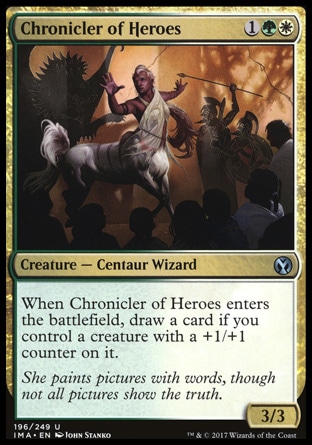 Chronicler of Heroes 1
Creature — Centaur Wizard
When Chronicler of Heroes enters
the battlefield, draw a card if you
control a creature with a +1/+1
counter on it.
She paints pictures with words, though
not all pictures show the truth.
3/3
196/249 U
IMA • EN John Stanko ™ & © 2017 Wizards of the Coast